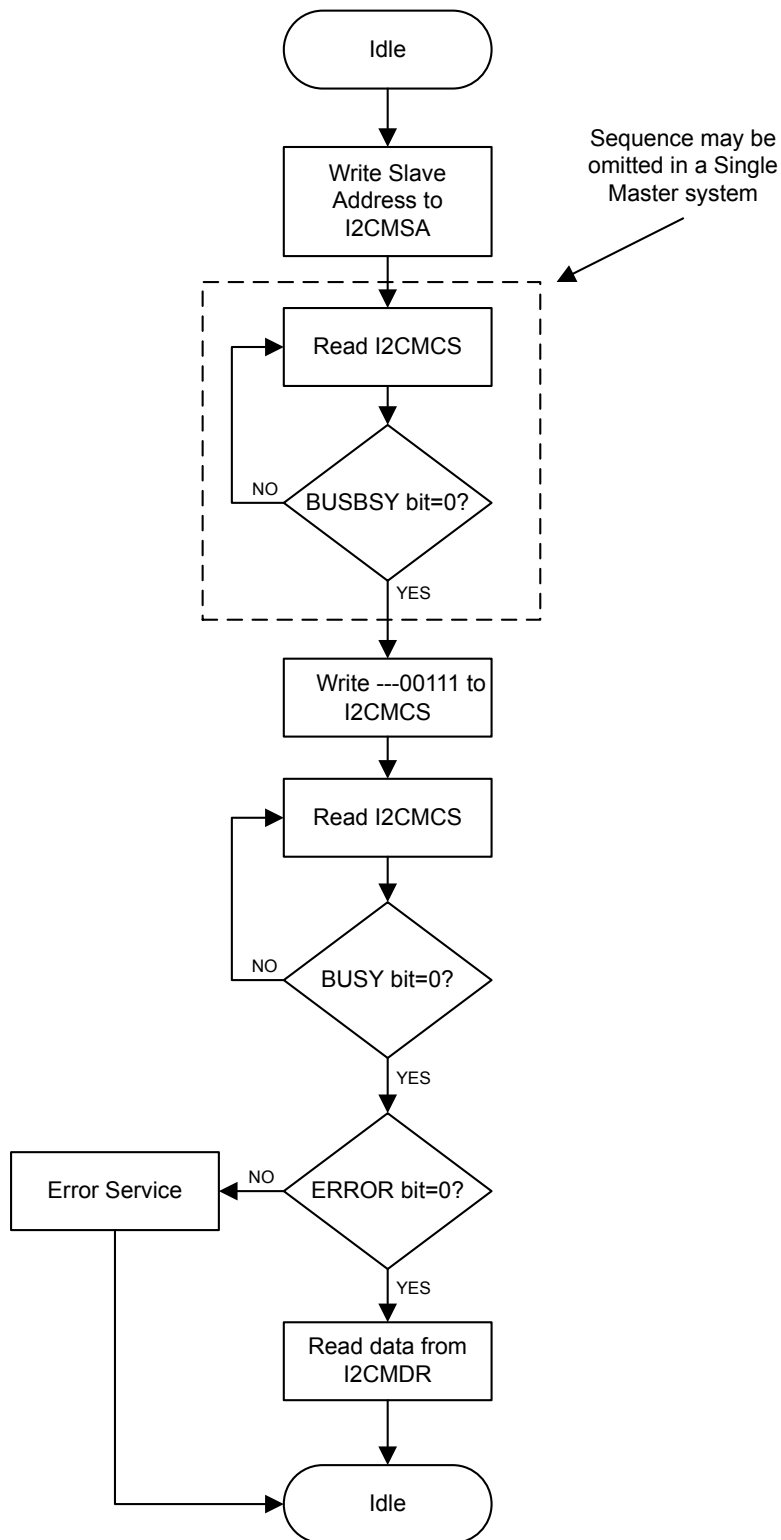 Idle
Sequence may be
omitted in a Single
Master system
Write Slave
Address to
I2CMSA
Read I2CMCS
NO
BUSBSY bit=0?
YES
Write ---00111 to
I2CMCS
Read I2CMCS
NO
BUSY bit=0?
YES
Error Service
NO
ERROR bit=0?
YES
Read data from
I2CMDR
Idle